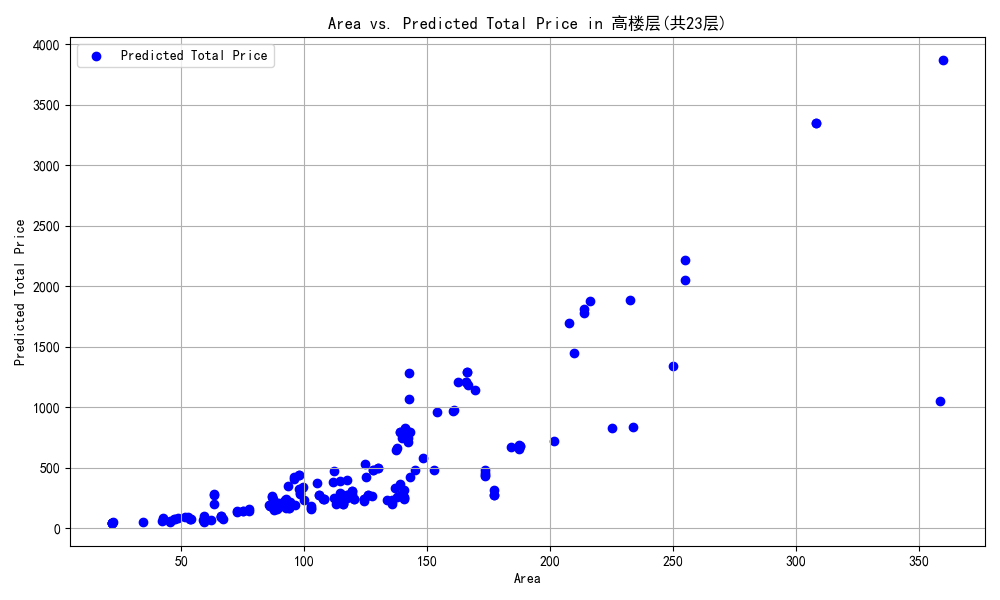 Area vs. Predicted Total Price in 高楼层(共23层)
Predicted Total Price
4000
3500
3000
2500
2000
1500
1000
500
0
Predicted Total Price
50 100 150 200 250 300 350
Area